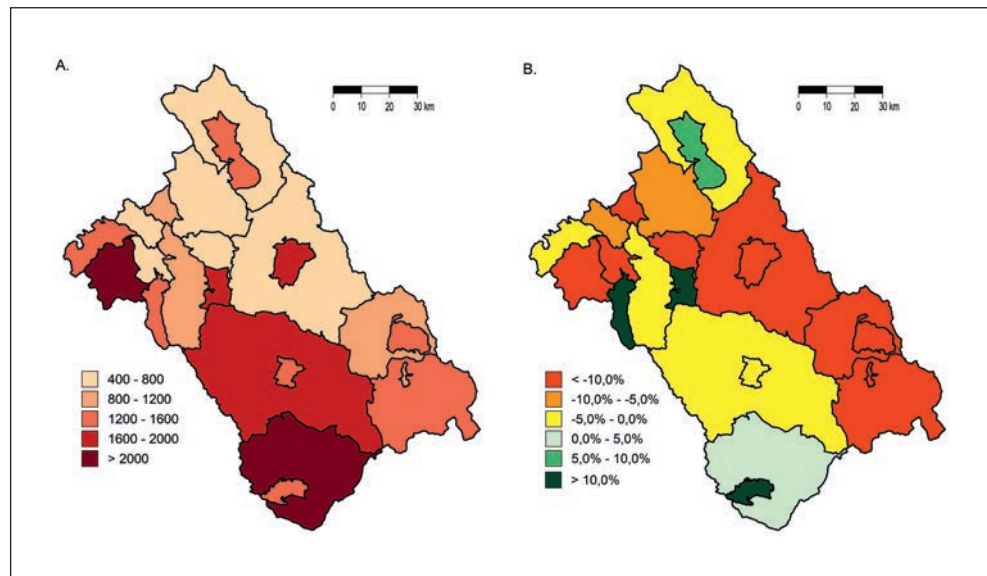 A.
0 10 20 30 km
400 - 800
800 - 1200
1200 - 1600
1600 - 2000
> 2000
B.
0 10 20 30 km
< -10,0%
-10,0% - -5,0%
-5,0% - 0,0%
0,0% - 5,0%
5,0% - 10,0%
> 10,0%